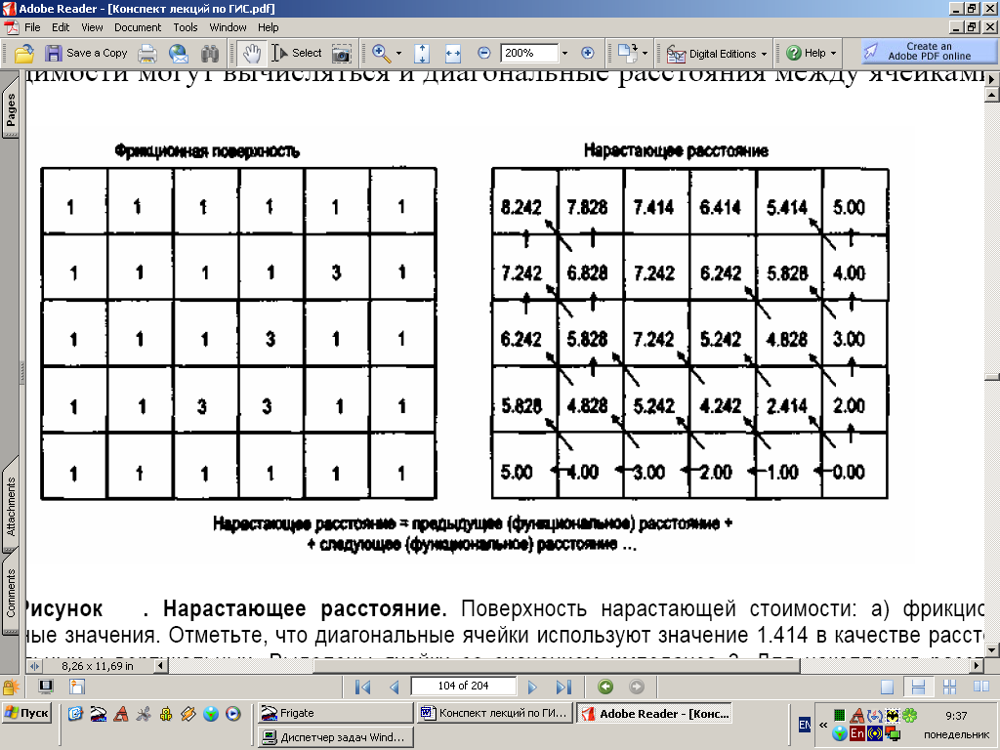 Adobe Reader - [Конспект лекций по ГИС.pdf]
File Edit View Document Tools Window Help
Save a Copy Select 200% Digital Editions Help Create an
Adobe PDF online
димости могут вычисляться и диагональные расстояния между ячейками
Pages
Attachments
Comments
Фрикционная поверхность Нарастающее расстояние
1 1 1 1 1 1 8.242 7.828 7.414 6.414 5.414 5.00
1 1 1 1 3 1 7.242 6.828 7.242 6.242 5.828 4.00
1 1 1 3 1 1 6.242 5.828 7.242 5.242 4.828 3.00
1 1 3 3 1 1 5.828 4.828 5.242 4.242 2.414 2.00
1 1 1 1 1 1 5.00 4.00 3.00 2.00 1.00 0.00
Нарастающее расстояние = предыдущее (функциональное) расстояние +
+ следующее (функциональное) расстояние ...
Рисунок . Нарастающее расстояние. Поверхность нарастающей стоимости: а) фрикцио
ные значения. Отметьте, что диагональные ячейки используют значение 1.414 в качестве расст
8,26 x 11,69 in
104 of 204
Пуск Frigate Конспект лекций по ГИ... Adobe Reader - [Конс... EN « 9:37
Диспетчер задач Wind... En понедельник